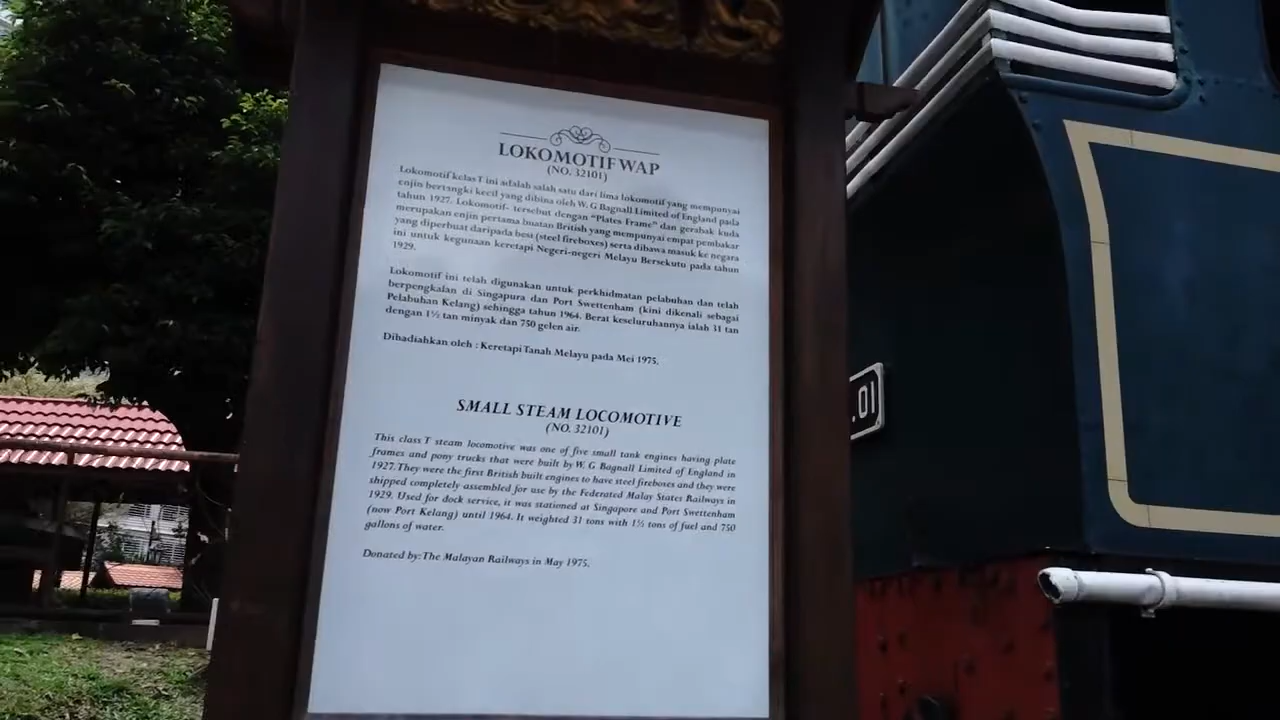 LOKOMOTIF WAP
(NO. 32101)
Lokomotif kelas T ini adalah salah satu dari lima lokomotif yang mempunyai
enjin bertangki kecil yang dibina oleh W. G Bagnall Limited of England pada
tahun 1927. Lokomotif- tersebut dengan "Plates Frame" dan gerabak kuda
merupakan enjin pertama buatan British yang mempunyai empat pembakar
yang diperbuat daripada besi (steel fireboxes) serta dibawa masuk ke negara
ini untuk kegunaan keretapi Negeri-negeri Melayu Bersekutu pada tahun
1929.
Lokomotif ini telah digunakan untuk perkhidmatan pelabuhan dan telah
berpengkalan di Singapura dan Port Swettenham (kini dikenali sebagai
Pelabuhan Kelang) sehingga tahun 1964. Berat keseluruhannya ialah 31 tan
dengan 1½ tan minyak dan 750 gelen air.
Dihadiahkan oleh : Keretapi Tanah Melayu pada Mei 1975.
SMALL STEAM LOCOMOTIVE
(NO. 32101)
This class T steam locomotive was one of five small tank engines having plate
frames and pony trucks that were built by W. G Bagnall Limited of England in
1927. They were the first British built engines to have steel fireboxes and they were
shipped completely assembled for use by the Federated Malay States Railways in
1929. Used for dock service, it was stationed at Singapore and Port Swettenham
(now Port Kelang) until 1964. It weighted 31 tons with 1½ tons of fuel and 750
gallons of water.
Donated by: The Malayan Railways in May 1975.
.01